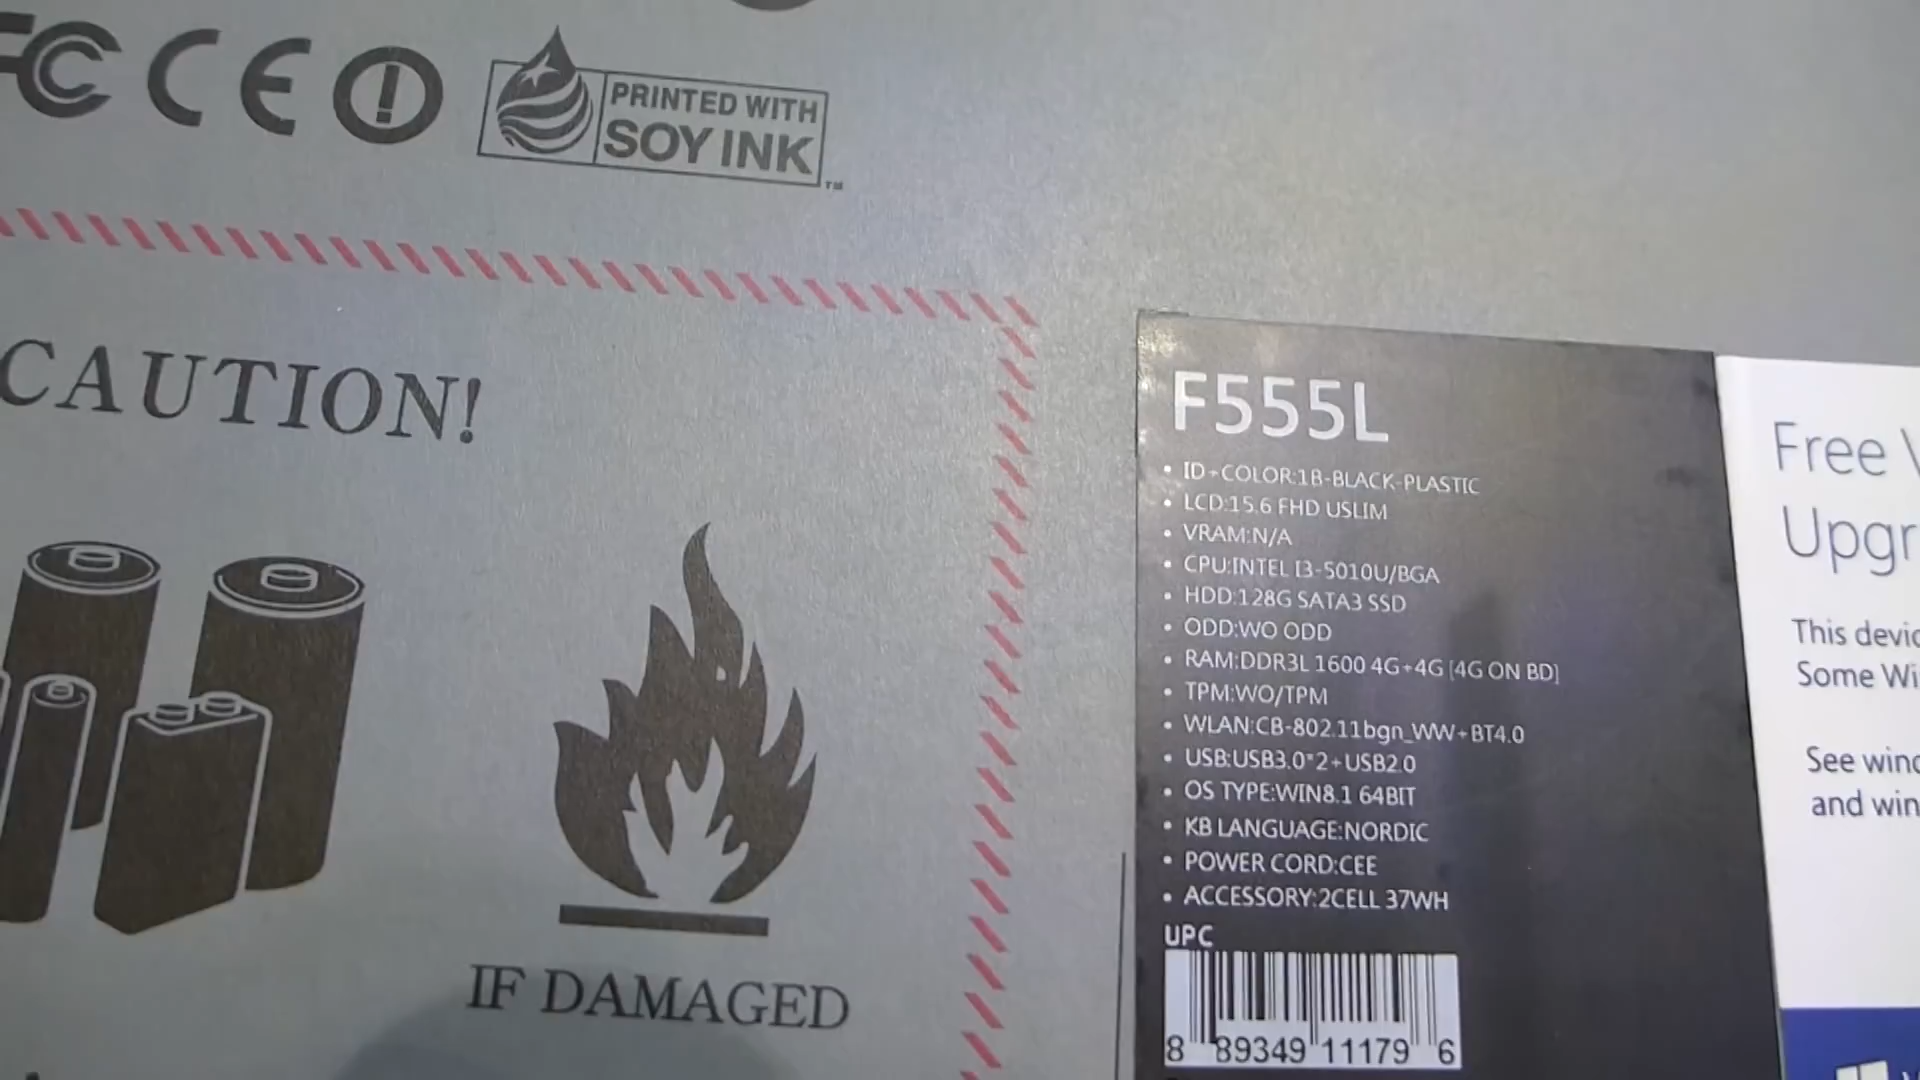 FC CE
PRINTED WITH
SOY INK
TM
CAUTION!
IF DAMAGED
F555L
• ID+COLOR:1B-BLACK-PLASTIC
• LCD:15.6 FHD USLIM
• VRAM:N/A
• CPU:INTEL I3-5010U/BGA
• HDD:128G SATA3 SSD
• ODD:WO ODD
• RAM:DDR3L 1600 4G+4G [4G ON BD]
• TPM:WO/TPM
• WLAN:CB-802.11bgn_WW+BT4.0
• USB:USB3.0*2+USB2.0
• OS TYPE:WIN8.1 64BIT
• KB LANGUAGE:NORDIC
• POWER CORD:CEE
• ACCESSORY:2CELL 37WH
UPC
8 89349 11179 6
Free
Upgr
This devic
Some Wi
See wind
and win